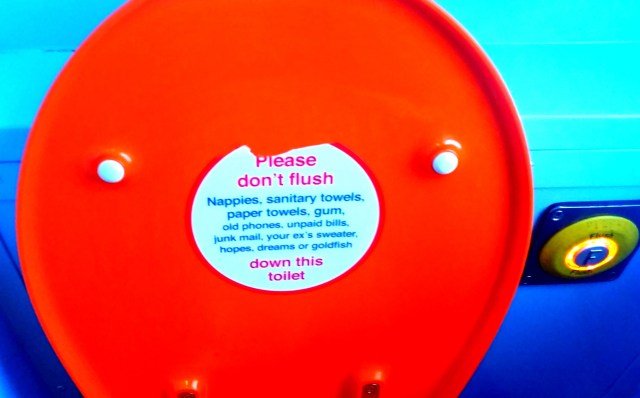 Please
don't flush
Nappies, sanitary towels,
paper towels, gum,
old phones, unpaid bills,
junk mail, your ex's sweater,
hopes, dreams or goldfish
down this
toilet